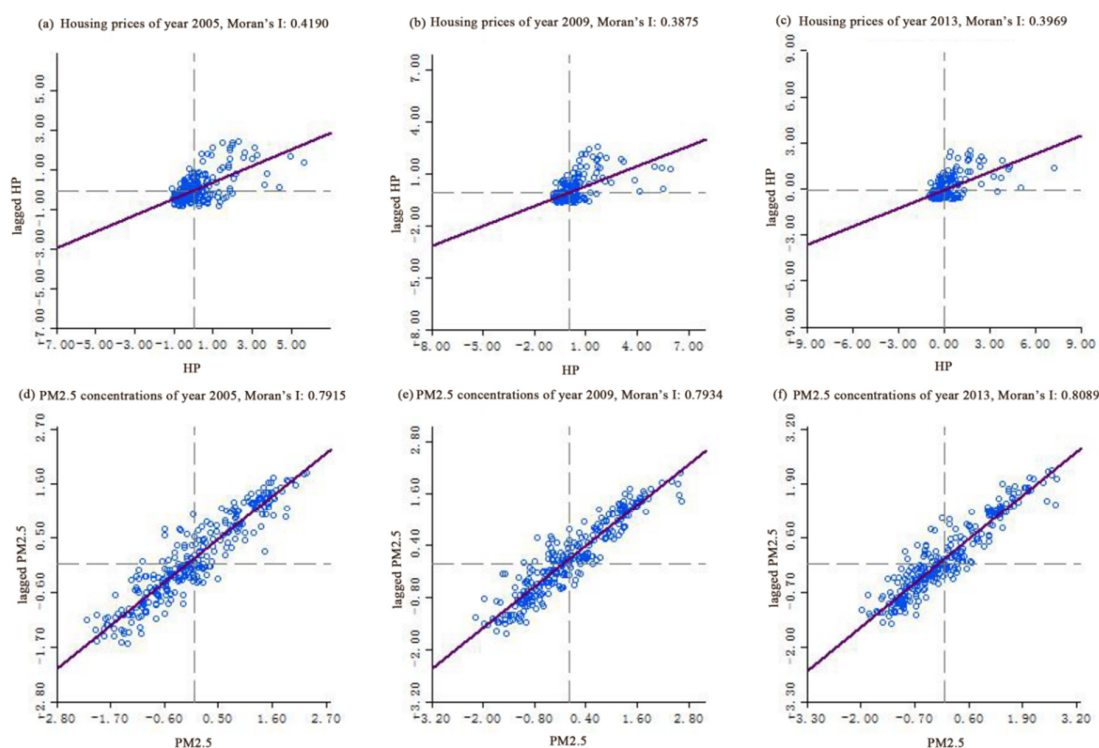 (a) Housing prices of year 2005, Moran's I: 0.4190
lagged HP
5.00
3.00
1.00
-1.00
-3.00
-5.00
-7.00
-7.00 -5.00 -3.00 -1.00 1.00 3.00 5.00
HP
(b) Housing prices of year 2009, Moran's I: 0.3875
lagged HP
7.00
4.00
1.00
-2.00
-5.00
-8.00
-8.00 -5.00 -2.00 1.00 4.00 7.00
HP
(c) Housing prices of year 2013, Moran's I: 0.3969
lagged HP
9.00
6.00
3.00
0.00
-3.00
-6.00
-9.00
-9.00 -6.00 -3.00 0.00 3.00 6.00 9.00
HP
(d) PM2.5 concentrations of year 2005, Moran's I: 0.7915
lagged PM2.5
2.70
1.60
0.50
-0.60
-1.70
-2.80
-2.80 -1.70 -0.60 0.50 1.60 2.70
PM2.5
(e) PM2.5 concentrations of year 2009, Moran's I: 0.7934
lagged PM2.5
2.80
1.60
0.40
-0.80
-2.00
-3.20
-3.20 -2.00 -0.80 0.40 1.60 2.80
PM2.5
(f) PM2.5 concentrations of year 2013, Moran's I: 0.8089
lagged PM2.5
3.20
1.90
0.60
-0.70
-2.00
-3.30
-3.30 -2.00 -0.70 0.60 1.90 3.20
PM2.5